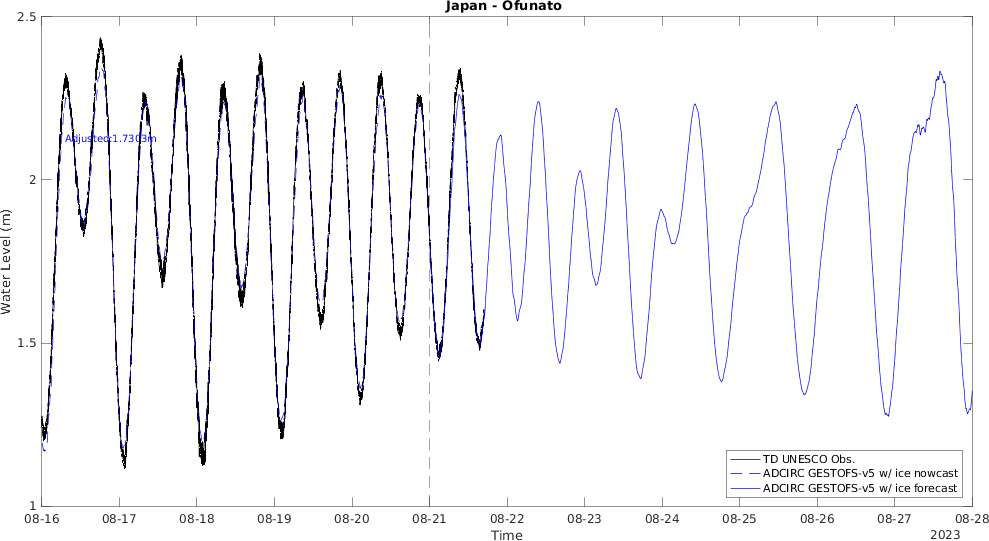 Japan - Ofunato
2.5
2
1.5
1
Water Level (m)
Adjusted:1.7303m
TD UNESCO Obs.
ADCIRC GESTOFS-v5 w/ ice nowcast
ADCIRC GESTOFS-v5 w/ ice forecast
08-16 08-17 08-18 08-19 08-20 08-21 08-22 08-23 08-24 08-25 08-26 08-27 08-28
Time
2023